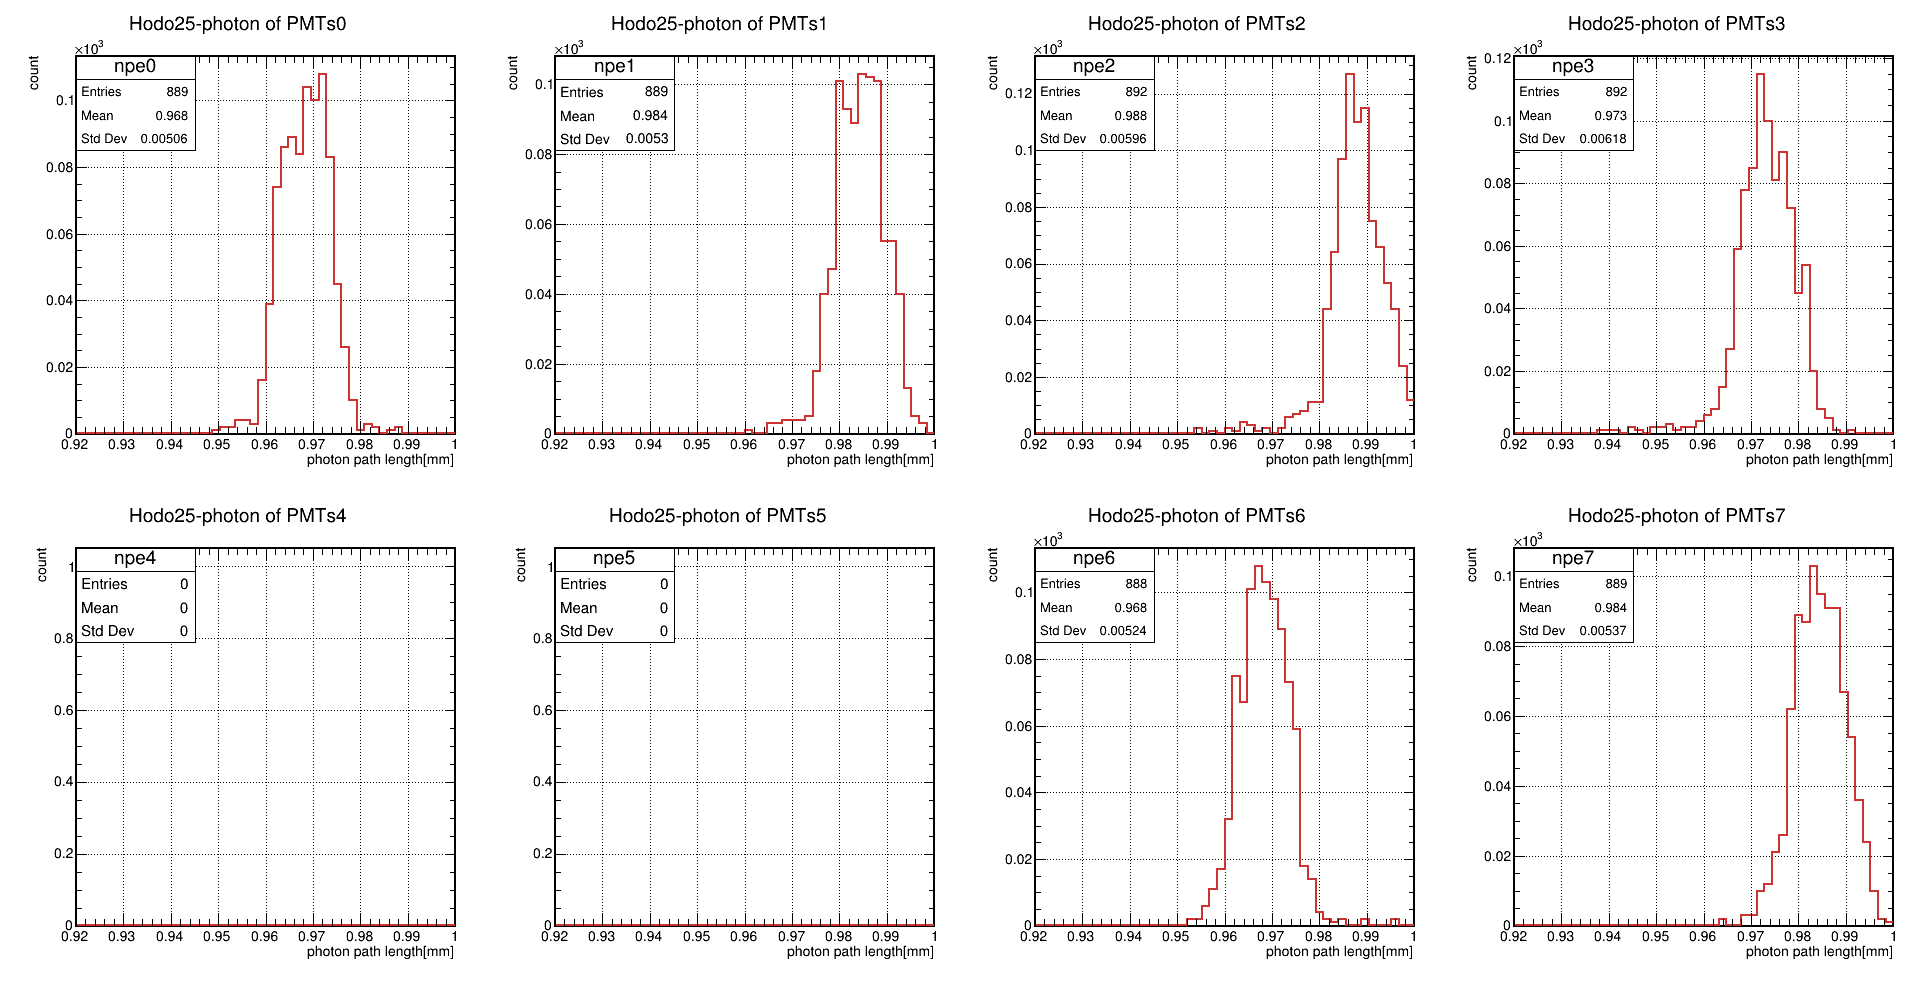 Hodo25-photon of PMTs0
×10³
count
npe0
Entries 889
Mean 0.968
Std Dev 0.00506
0.1
0.08
0.06
0.04
0.02
0
0.92 0.93 0.94 0.95 0.96 0.97 0.98 0.99 1
photon path length[mm]
Hodo25-photon of PMTs1
×10³
count
npe1
Entries 889
Mean 0.984
Std Dev 0.0053
0.1
0.08
0.06
0.04
0.02
0
0.92 0.93 0.94 0.95 0.96 0.97 0.98 0.99 1
photon path length[mm]
Hodo25-photon of PMTs2
×10³
count
npe2
Entries 892
Mean 0.988
Std Dev 0.00596
0.12
0.1
0.08
0.06
0.04
0.02
0
0.92 0.93 0.94 0.95 0.96 0.97 0.98 0.99 1
photon path length[mm]
Hodo25-photon of PMTs3
×10³
count
npe3
Entries 892
Mean 0.973
Std Dev 0.00618
0.12
0.1
0.08
0.06
0.04
0.02
0
0.92 0.93 0.94 0.95 0.96 0.97 0.98 0.99 1
photon path length[mm]
Hodo25-photon of PMTs4
count
npe4
Entries 0
Mean 0
Std Dev 0
1
0.8
0.6
0.4
0.2
0
0.92 0.93 0.94 0.95 0.96 0.97 0.98 0.99 1
photon path length[mm]
Hodo25-photon of PMTs5
count
npe5
Entries 0
Mean 0
Std Dev 0
1
0.8
0.6
0.4
0.2
0
0.92 0.93 0.94 0.95 0.96 0.97 0.98 0.99 1
photon path length[mm]
Hodo25-photon of PMTs6
×10³
count
npe6
Entries 888
Mean 0.968
Std Dev 0.00524
0.1
0.08
0.06
0.04
0.02
0
0.92 0.93 0.94 0.95 0.96 0.97 0.98 0.99 1
photon path length[mm]
Hodo25-photon of PMTs7
×10³
count
npe7
Entries 889
Mean 0.984
Std Dev 0.00537
0.1
0.08
0.06
0.04
0.02
0
0.92 0.93 0.94 0.95 0.96 0.97 0.98 0.99 1
photon path length[mm]